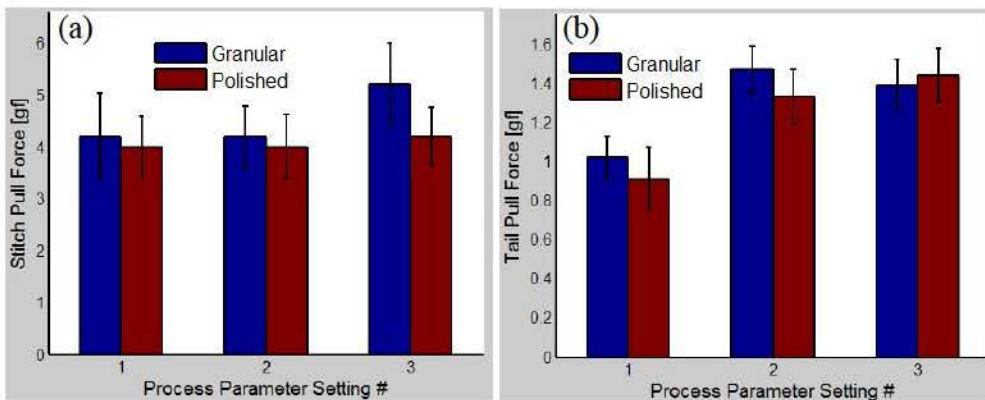 (a)
Granular
Polished
Stitch Pull Force [gf]
6
5
4
3
2
1
0
1 2 3
Process Parameter Setting #
(b)
Granular
Polished
Tail Pull Force [gf]
1.6
1.4
1.2
1
0.8
0.6
0.4
0.2
0
1 2 3
Process Parameter Setting #